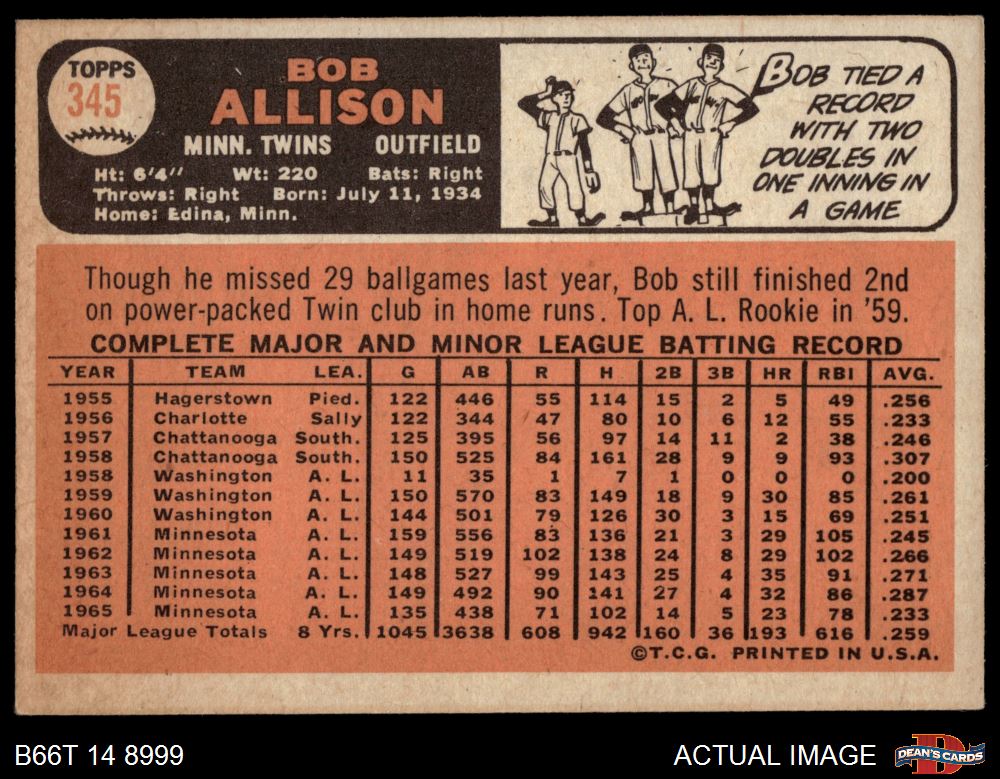 TOPPS
345
BOB
ALLISON
MINN. TWINS OUTFIELD
Ht: 6'4" Wt: 220 Bats: Right
Throws: Right Born: July 11, 1934
Home: Edina, Minn.
BOB TIED A
RECORD
WITH TWO
DOUBLES IN
ONE INNING IN
A GAME
Though he missed 29 ballgames last year, Bob still finished 2nd
on power-packed Twin club in home runs. Top A. L. Rookie in '59.
COMPLETE MAJOR AND MINOR LEAGUE BATTING RECORD
YEAR TEAM LEA. G AB R H 2B 3B HR RBI AVG.
1955 Hagerstown Pied. 122 446 55 114 15 2 5 49 .256
1956 Charlotte Sally 122 344 47 80 10 6 12 55 .233
1957 Chattanooga South. 125 395 56 97 14 11 2 38 .246
1958 Chattanooga South. 150 525 84 161 28 9 9 93 .307
1958 Washington A. L. 11 35 1 7 1 0 0 0 .200
1959 Washington A. L. 150 570 83 149 18 9 30 85 .261
1960 Washington A. L. 144 501 79 126 30 3 15 69 .251
1961 Minnesota A. L. 159 556 83 136 21 3 29 105 .245
1962 Minnesota A. L. 149 519 102 138 24 8 29 102 .266
1963 Minnesota A. L. 148 527 99 143 25 4 35 91 .271
1964 Minnesota A. L. 149 492 90 141 27 4 32 86 .287
1965 Minnesota A. L. 135 438 71 102 14 5 23 78 .233
Major League Totals 8 Yrs. 1045 3638 608 942 160 36 193 616 .259
©T.C.G. PRINTED IN U.S.A.
B66T 14 8999
ACTUAL IMAGE
DEAN'S CARDS